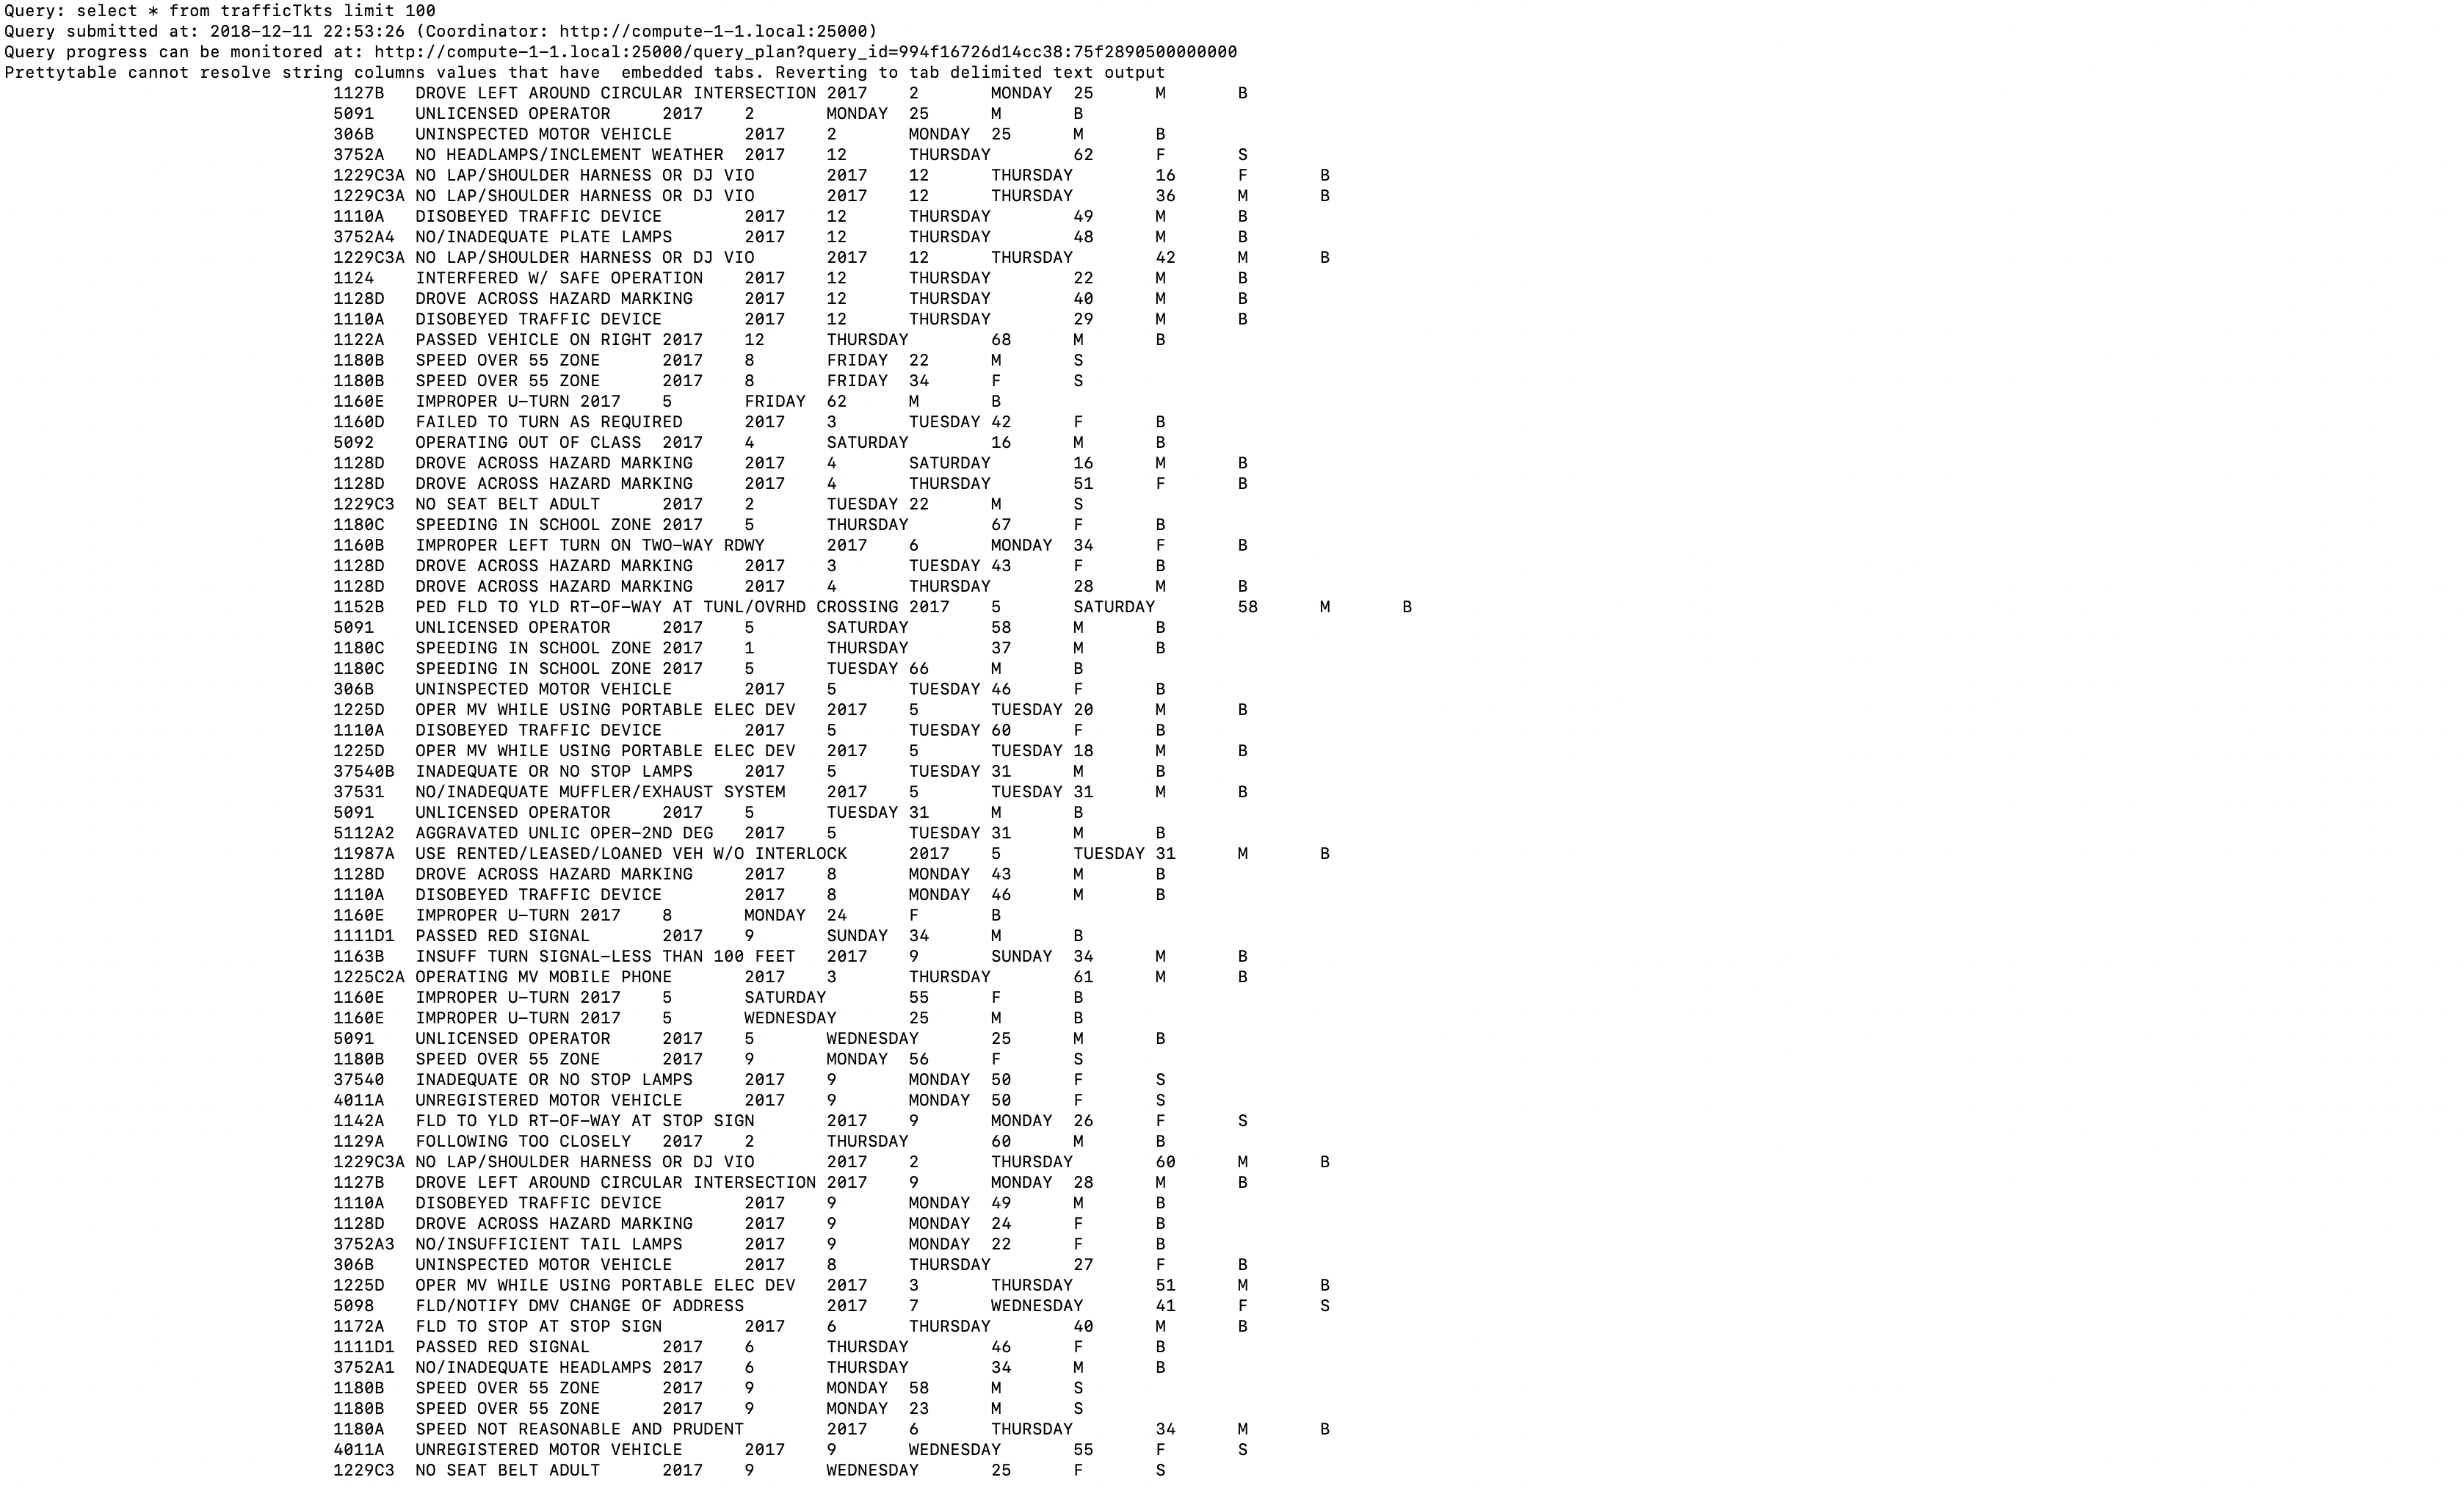 Query: select * from trafficTkts limit 100
Query submitted at: 2018-12-11 22:53:26 (Coordinator: http://compute-1-1.local:25000)
Query progress can be monitored at: http://compute-1-1.local:25000/query_plan?query_id=994f16726d14cc38:75f2890500000000
Prettytable cannot resolve string columns values that have  embedded tabs. Reverting to tab delimited text output
1127B DROVE LEFT AROUND CIRCULAR INTERSECTION 2017 2 MONDAY 25 M B
5091 UNLICENSED OPERATOR 2017 2 MONDAY 25 M B
306B UNINSPECTED MOTOR VEHICLE 2017 2 MONDAY 25 M B
3752A NO HEADLAMPS/INCLEMENT WEATHER 2017 12 THURSDAY 62 F S
1229C3A NO LAP/SHOULDER HARNESS OR DJ VIO 2017 12 THURSDAY 16 F B
1229C3A NO LAP/SHOULDER HARNESS OR DJ VIO 2017 12 THURSDAY 36 M B
1110A DISOBEYED TRAFFIC DEVICE 2017 12 THURSDAY 49 M B
3752A4 NO/INADEQUATE PLATE LAMPS 2017 12 THURSDAY 48 M B
1229C3A NO LAP/SHOULDER HARNESS OR DJ VIO 2017 12 THURSDAY 42 M B
1124 INTERFERED W/ SAFE OPERATION 2017 12 THURSDAY 22 M B
1128D DROVE ACROSS HAZARD MARKING 2017 12 THURSDAY 40 M B
1110A DISOBEYED TRAFFIC DEVICE 2017 12 THURSDAY 29 M B
1122A PASSED VEHICLE ON RIGHT 2017 12 THURSDAY 68 M B
1180B SPEED OVER 55 ZONE 2017 8 FRIDAY 22 M S
1180B SPEED OVER 55 ZONE 2017 8 FRIDAY 34 F S
1160E IMPROPER U-TURN 2017 5 FRIDAY 62 M B
1160D FAILED TO TURN AS REQUIRED 2017 3 TUESDAY 42 F B
5092 OPERATING OUT OF CLASS 2017 4 SATURDAY 16 M B
1128D DROVE ACROSS HAZARD MARKING 2017 4 SATURDAY 16 M B
1128D DROVE ACROSS HAZARD MARKING 2017 4 THURSDAY 51 F B
1229C3 NO SEAT BELT ADULT 2017 2 TUESDAY 22 M S
1180C SPEEDING IN SCHOOL ZONE 2017 5 THURSDAY 67 F B
1160B IMPROPER LEFT TURN ON TWO-WAY RDWY 2017 6 MONDAY 34 F B
1128D DROVE ACROSS HAZARD MARKING 2017 3 TUESDAY 43 F B
1128D DROVE ACROSS HAZARD MARKING 2017 4 THURSDAY 28 M B
1152B PED FLD TO YLD RT-OF-WAY AT TUNL/OVRHD CROSSING 2017 5 SATURDAY 58 M B
5091 UNLICENSED OPERATOR 2017 5 SATURDAY 58 M B
1180C SPEEDING IN SCHOOL ZONE 2017 1 THURSDAY 37 M B
1180C SPEEDING IN SCHOOL ZONE 2017 5 TUESDAY 66 M B
306B UNINSPECTED MOTOR VEHICLE 2017 5 TUESDAY 46 F B
1225D OPER MV WHILE USING PORTABLE ELEC DEV 2017 5 TUESDAY 20 M B
1110A DISOBEYED TRAFFIC DEVICE 2017 5 TUESDAY 60 F B
1225D OPER MV WHILE USING PORTABLE ELEC DEV 2017 5 TUESDAY 18 M B
37540B INADEQUATE OR NO STOP LAMPS 2017 5 TUESDAY 31 M B
37531 NO/INADEQUATE MUFFLER/EXHAUST SYSTEM 2017 5 TUESDAY 31 M B
5091 UNLICENSED OPERATOR 2017 5 TUESDAY 31 M B
5112A2 AGGRAVATED UNLIC OPER-2ND DEG 2017 5 TUESDAY 31 M B
11987A USE RENTED/LEASED/LOANED VEH W/O INTERLOCK 2017 5 TUESDAY 31 M B
1128D DROVE ACROSS HAZARD MARKING 2017 8 MONDAY 43 M B
1110A DISOBEYED TRAFFIC DEVICE 2017 8 MONDAY 46 M B
1160E IMPROPER U-TURN 2017 8 MONDAY 24 F B
1111D1 PASSED RED SIGNAL 2017 9 SUNDAY 34 M B
1163B INSUFF TURN SIGNAL-LESS THAN 100 FEET 2017 9 SUNDAY 34 M B
1225C2A OPERATING MV MOBILE PHONE 2017 3 THURSDAY 61 M B
1160E IMPROPER U-TURN 2017 5 SATURDAY 55 F B
1160E IMPROPER U-TURN 2017 5 WEDNESDAY 25 M B
5091 UNLICENSED OPERATOR 2017 5 WEDNESDAY 25 M B
1180B SPEED OVER 55 ZONE 2017 9 MONDAY 56 F S
37540 INADEQUATE OR NO STOP LAMPS 2017 9 MONDAY 50 F S
4011A UNREGISTERED MOTOR VEHICLE 2017 9 MONDAY 50 F S
1142A FLD TO YLD RT-OF-WAY AT STOP SIGN 2017 9 MONDAY 26 F S
1129A FOLLOWING TOO CLOSELY 2017 2 THURSDAY 60 M B
1229C3A NO LAP/SHOULDER HARNESS OR DJ VIO 2017 2 THURSDAY 60 M B
1127B DROVE LEFT AROUND CIRCULAR INTERSECTION 2017 9 MONDAY 28 M B
1110A DISOBEYED TRAFFIC DEVICE 2017 9 MONDAY 49 M B
1128D DROVE ACROSS HAZARD MARKING 2017 9 MONDAY 24 F B
3752A3 NO/INSUFFICIENT TAIL LAMPS 2017 9 MONDAY 22 F B
306B UNINSPECTED MOTOR VEHICLE 2017 8 THURSDAY 27 F B
1225D OPER MV WHILE USING PORTABLE ELEC DEV 2017 3 THURSDAY 51 M B
5098 FLD/NOTIFY DMV CHANGE OF ADDRESS 2017 7 WEDNESDAY 41 F S
1172A FLD TO STOP AT STOP SIGN 2017 6 THURSDAY 40 M B
1111D1 PASSED RED SIGNAL 2017 6 THURSDAY 46 F B
3752A1 NO/INADEQUATE HEADLAMPS 2017 6 THURSDAY 34 M B
1180B SPEED OVER 55 ZONE 2017 9 MONDAY 58 M S
1180B SPEED OVER 55 ZONE 2017 9 MONDAY 23 M S
1180A SPEED NOT REASONABLE AND PRUDENT 2017 6 THURSDAY 34 M B
4011A UNREGISTERED MOTOR VEHICLE 2017 9 WEDNESDAY 55 F S
1229C3 NO SEAT BELT ADULT 2017 9 WEDNESDAY 25 F S